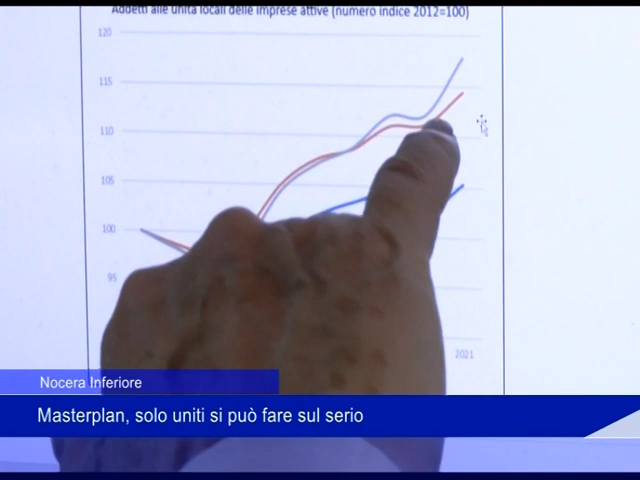 Addetti alle unità locali delle imprese attive (numero indice 2012=100)
120
115
110
105
100
95
2021
Nocera Inferiore
Masterplan, solo uniti si può fare sul serio